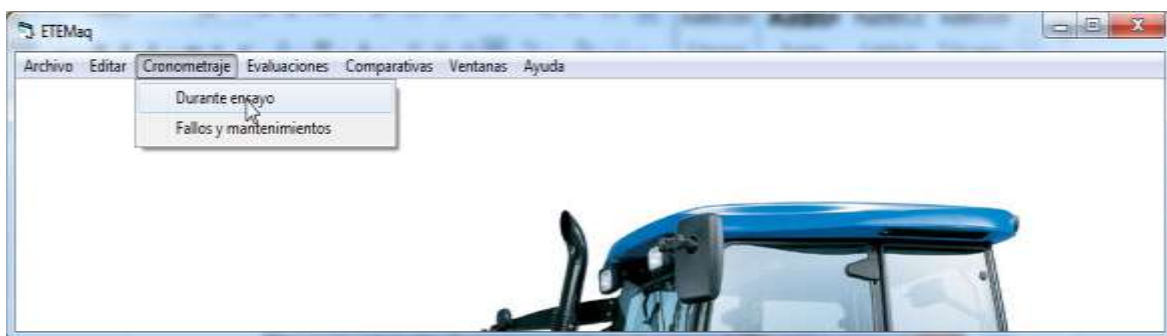 ETEMaq
Archivo Editar Cronometraje Evaluaciones Comparativas Ventanas Ayuda
Durante ensayo
Fallos y mantenimientos